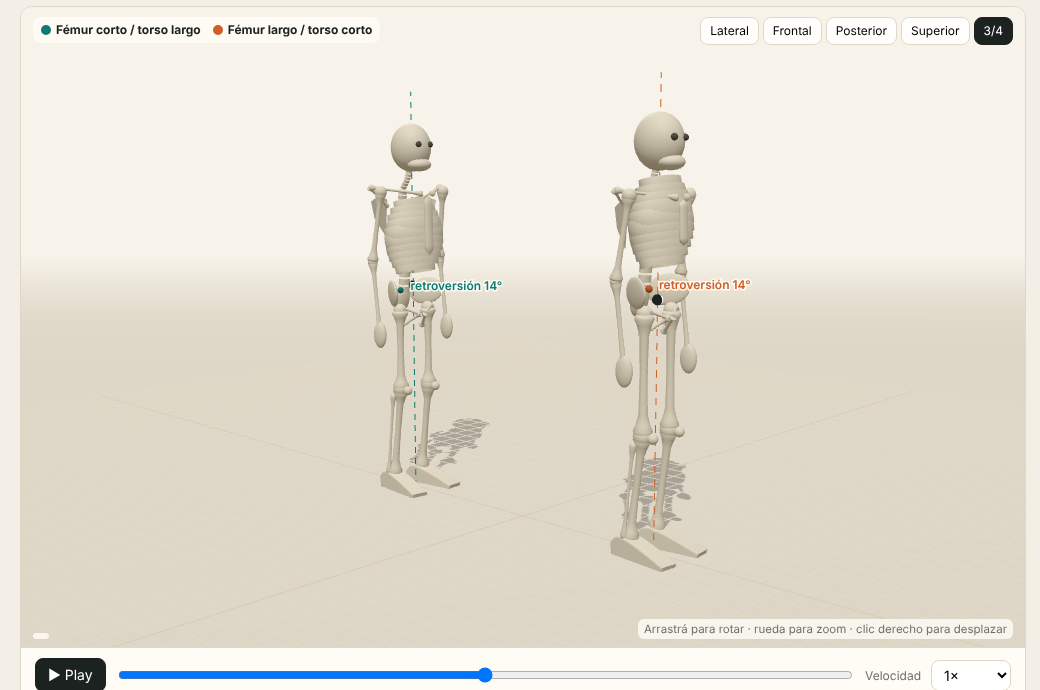 Fémur corto / torso largo
Fémur largo / torso corto
Lateral
Frontal
Posterior
Superior
3/4
retroversión 14°
retroversión 14°
Arrastrá para rotar · rueda para zoom · clic derecho para desplazar
▶ Play
Velocidad
1×